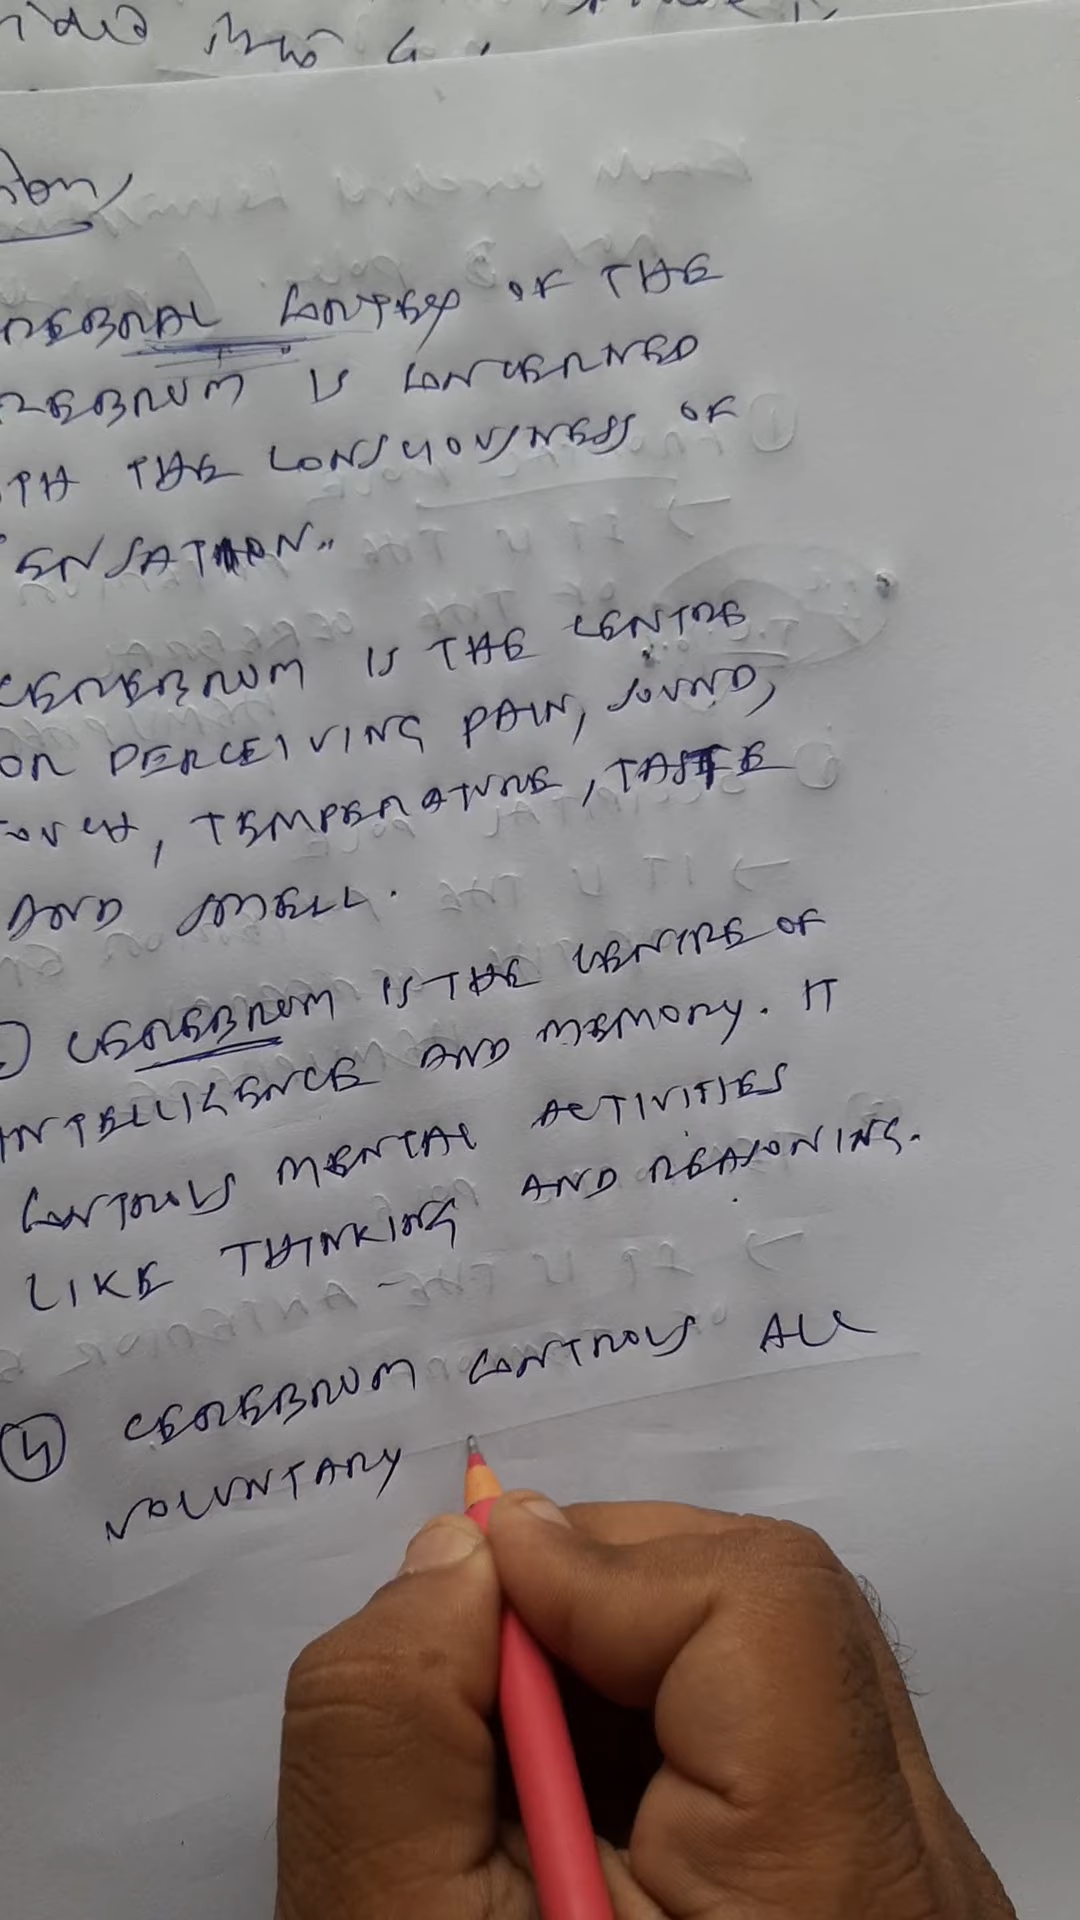 CEREBRAL CORTEX OF THE
CEREBRUM IS CONCERNED
WITH THE CONSCIOUSNESS OF
SENSATION.
CEREBRUM IS THE CENTRE
FOR PERCEIVING PAIN, SOUND,
TOUCH, TEMPERATURE, TASTE
AND SMELL.
CEREBRUM IS THE CENTRE OF
INTELLIGENCE AND MEMORY. IT
CONTROLS MENTAL ACTIVITIES
LIKE THINKING AND REASONING.
4 CEREBRUM CONTROLS ALL
VOLUNTARY